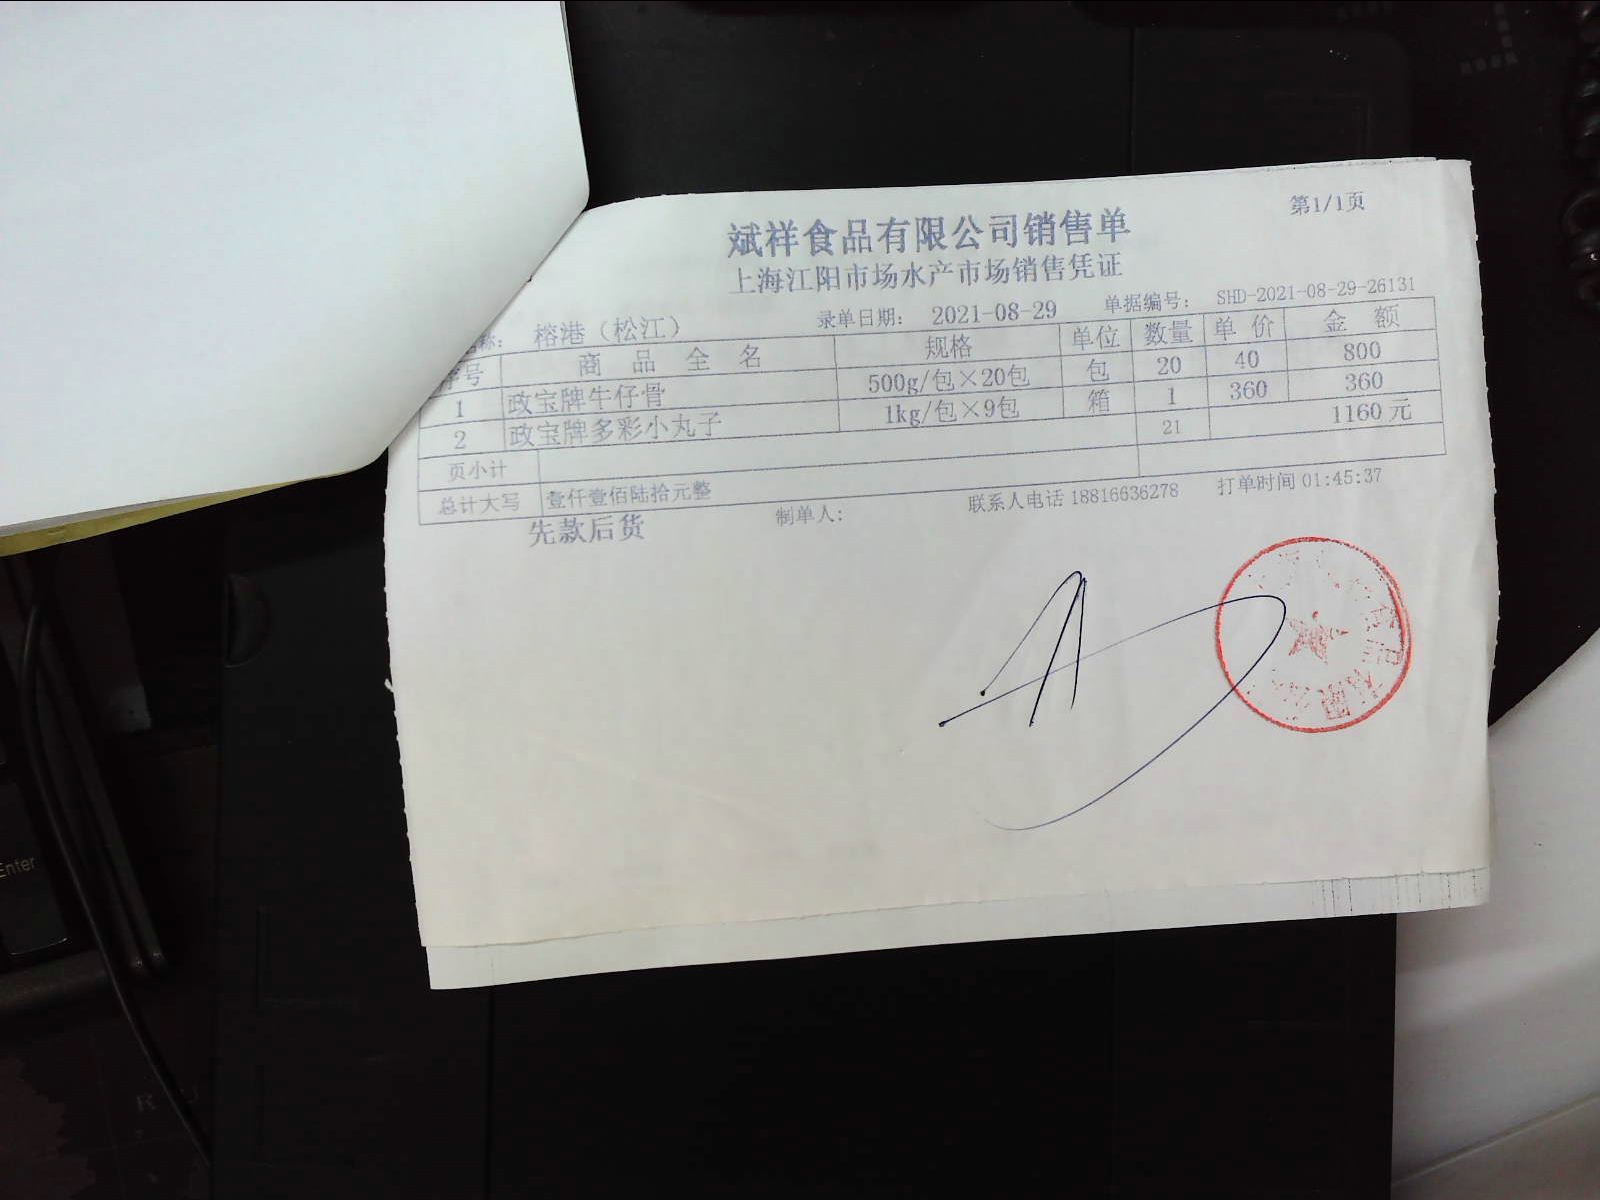 第1/1页
斌祥食品有限公司销售单
上海江阳市场水产市场销售凭证
称: 榕港（松江） 录单日期: 2021-08-29 单据编号: SHD-2021-08-29-26131
序号 商品全名 规格 单位 数量 单价 金额
1 政宝牌牛仔骨 500g/包×20包 包 20 40 800
2 政宝牌多彩小丸子 1kg/包×9包 箱 1 360 360
页小计 21 1160元
总计大写 壹仟壹佰陆拾元整
先款后货 制单人: 联系人电话 18816636278 打单时间 01:45:37
Enter
R